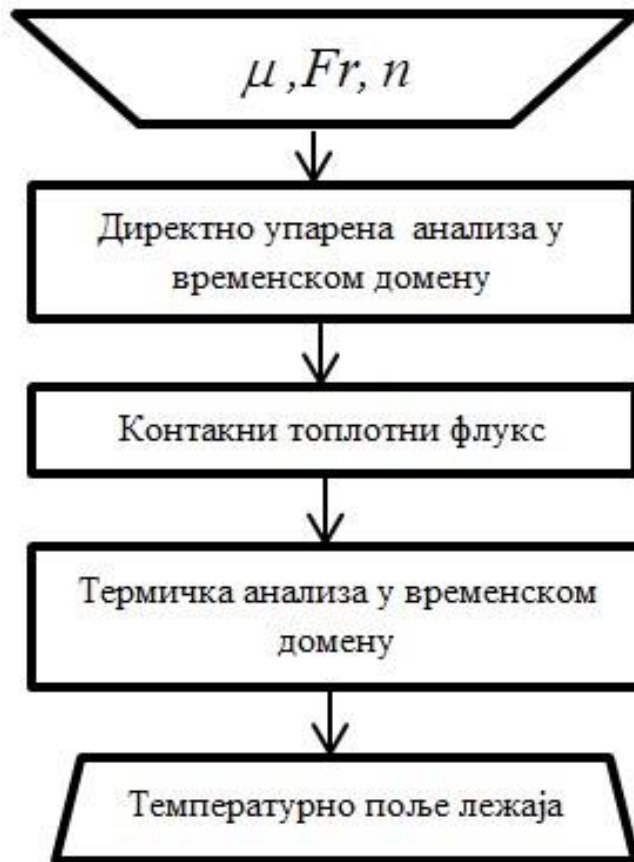 μ ,Fr, n
Директно упарена анализа у
временском домену
Контакни топлотни флукс
Термичка анализа у временском
домену
Температурно поље лежаја